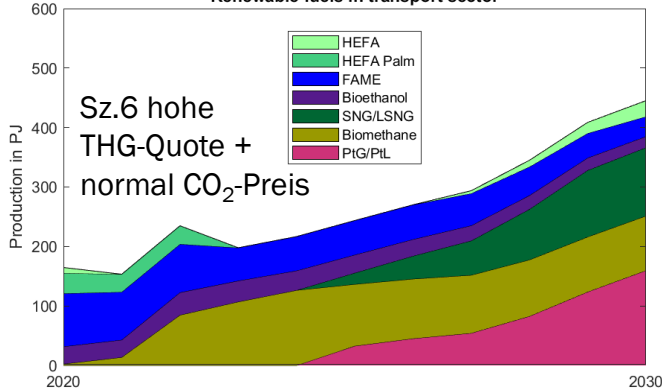 Renewable fuels in transport sector
600
500
400
300
200
100
0
Production in PJ
Sz.6 hohe
THG-Quote +
normal CO₂-Preis
HEFA
HEFA Palm
FAME
Bioethanol
SNG/LSNG
Biomethane
PtG/PtL
2020
2030